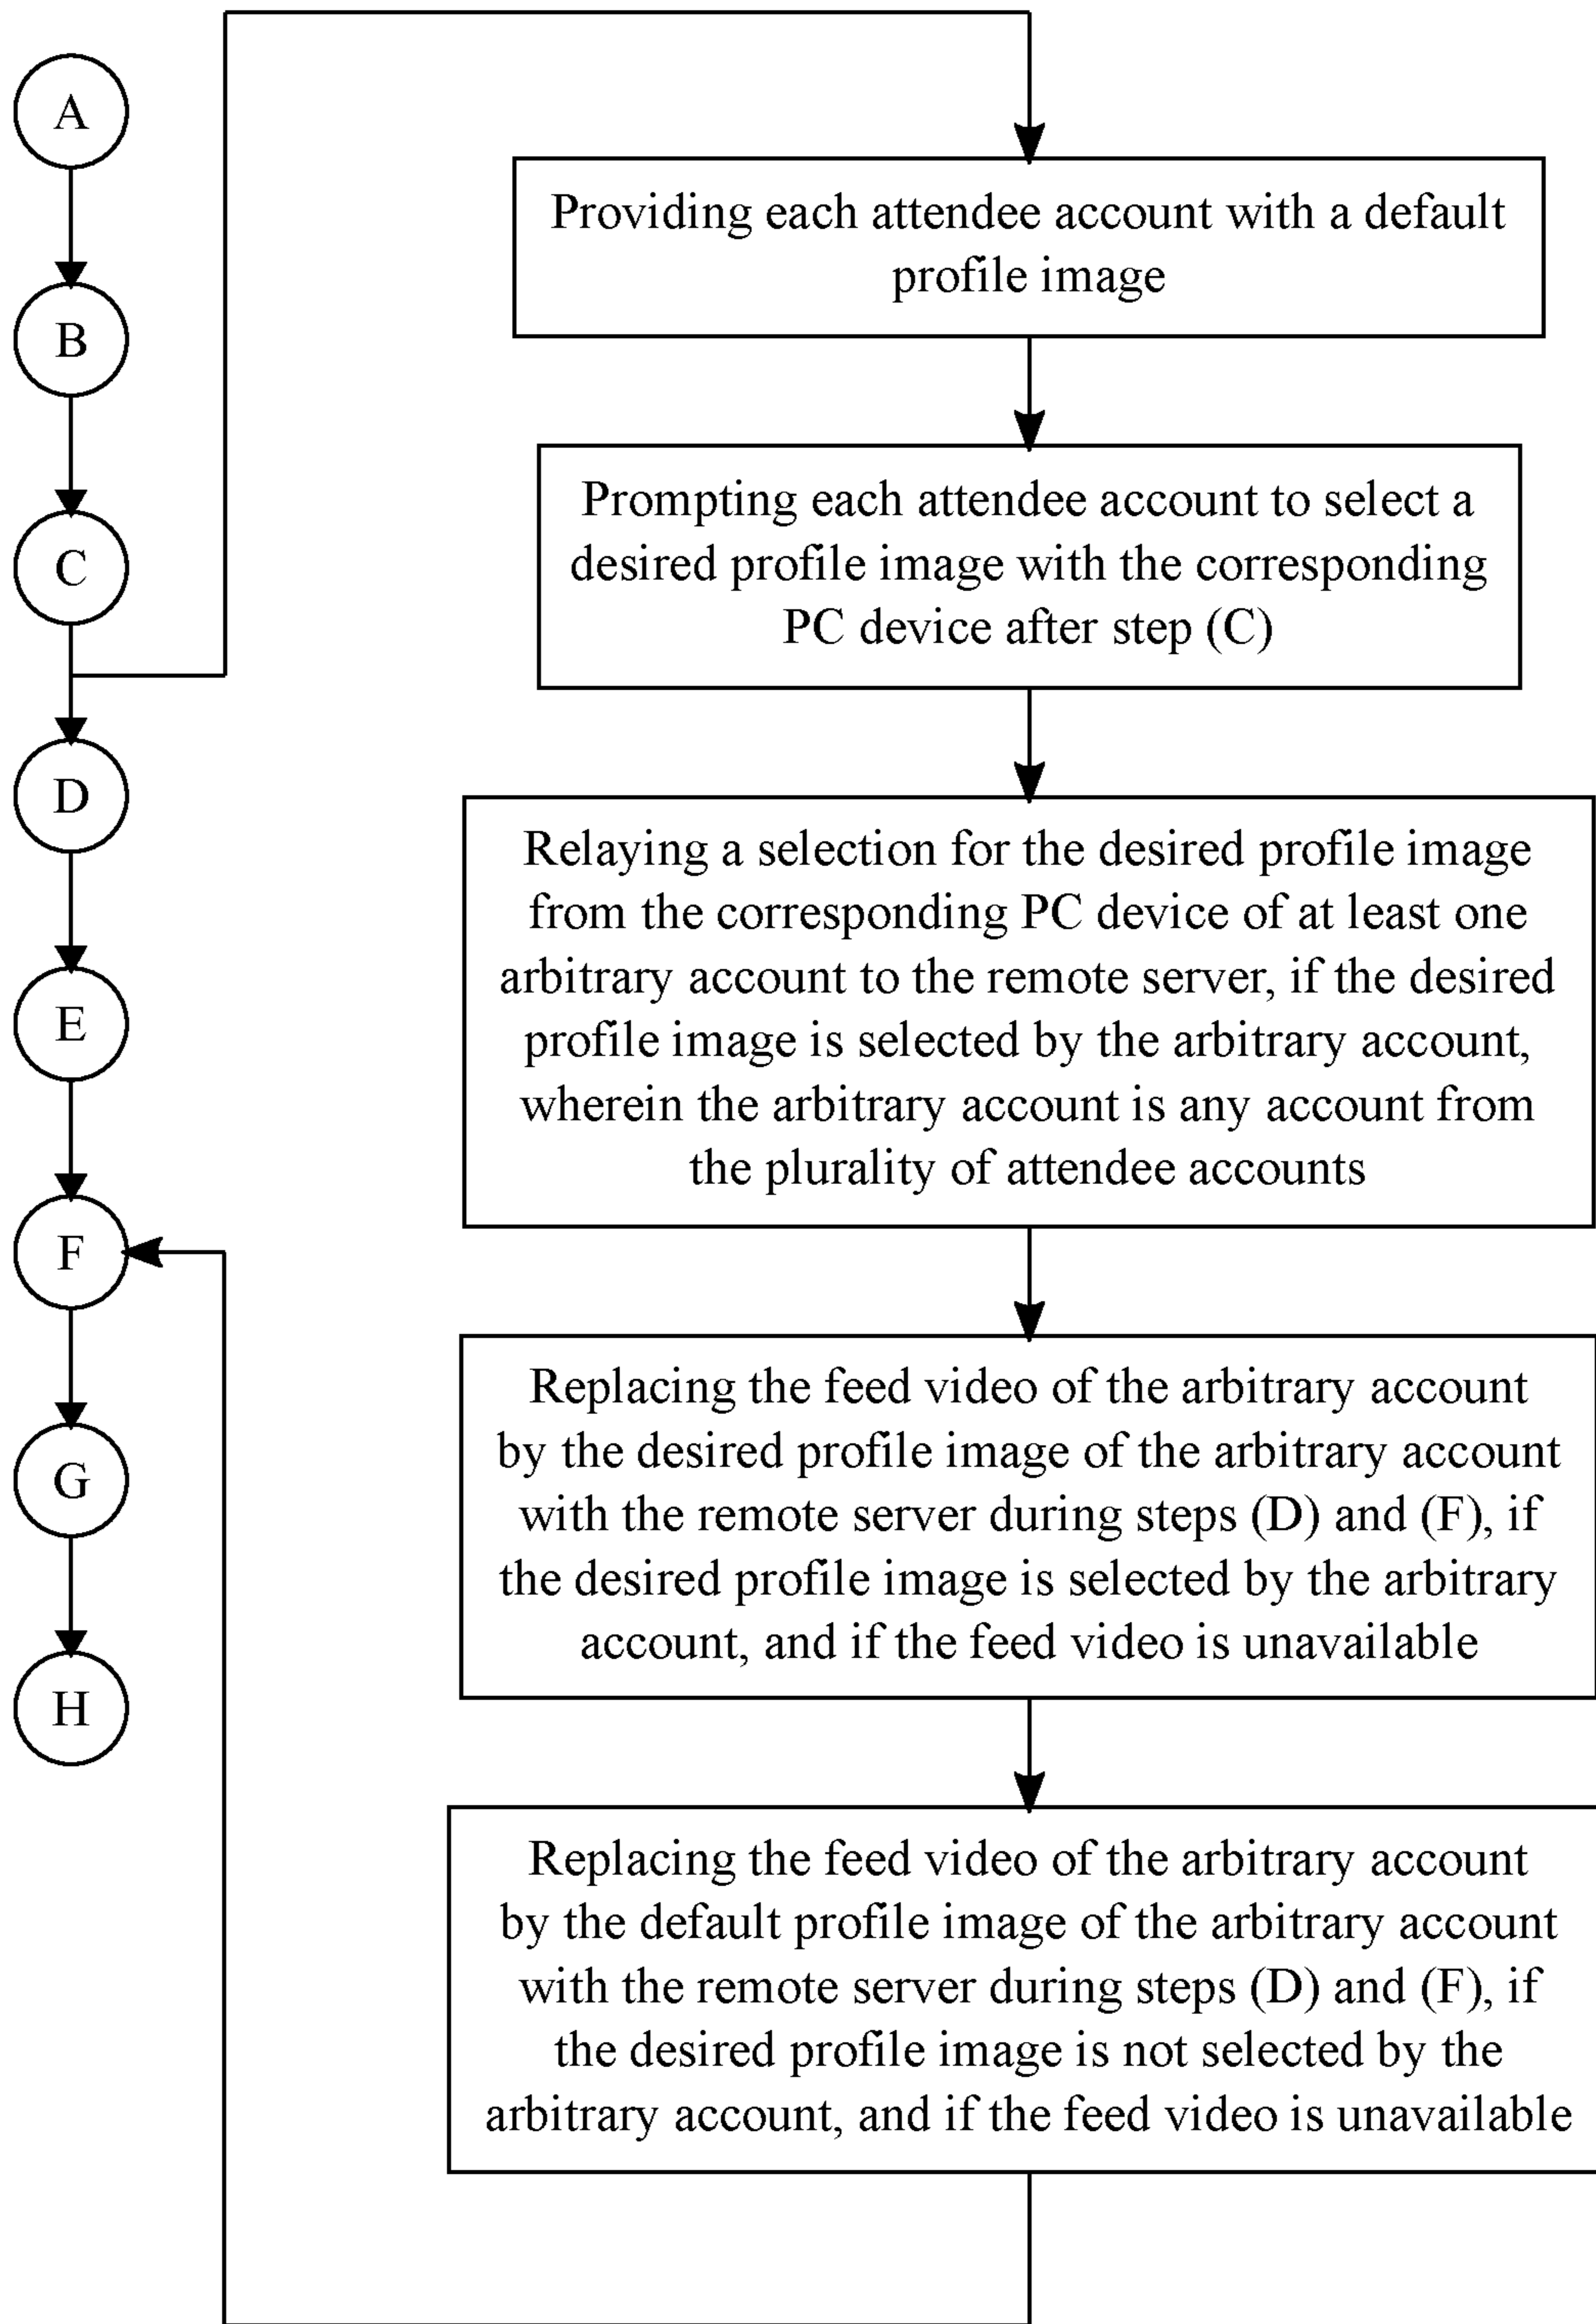 A
B
C
D
E
F
G
H
Providing each attendee account with a default
profile image
Prompting each attendee account to select a
desired profile image with the corresponding
PC device after step (C)
Relaying a selection for the desired profile image
from the corresponding PC device of at least one
arbitrary account to the remote server, if the desired
profile image is selected by the arbitrary account,
wherein the arbitrary account is any account from
the plurality of attendee accounts
Replacing the feed video of the arbitrary account
by the desired profile image of the arbitrary account
with the remote server during steps (D) and (F), if
the desired profile image is selected by the arbitrary
account, and if the feed video is unavailable
Replacing the feed video of the arbitrary account
by the default profile image of the arbitrary account
with the remote server during steps (D) and (F), if
the desired profile image is not selected by the
arbitrary account, and if the feed video is unavailable